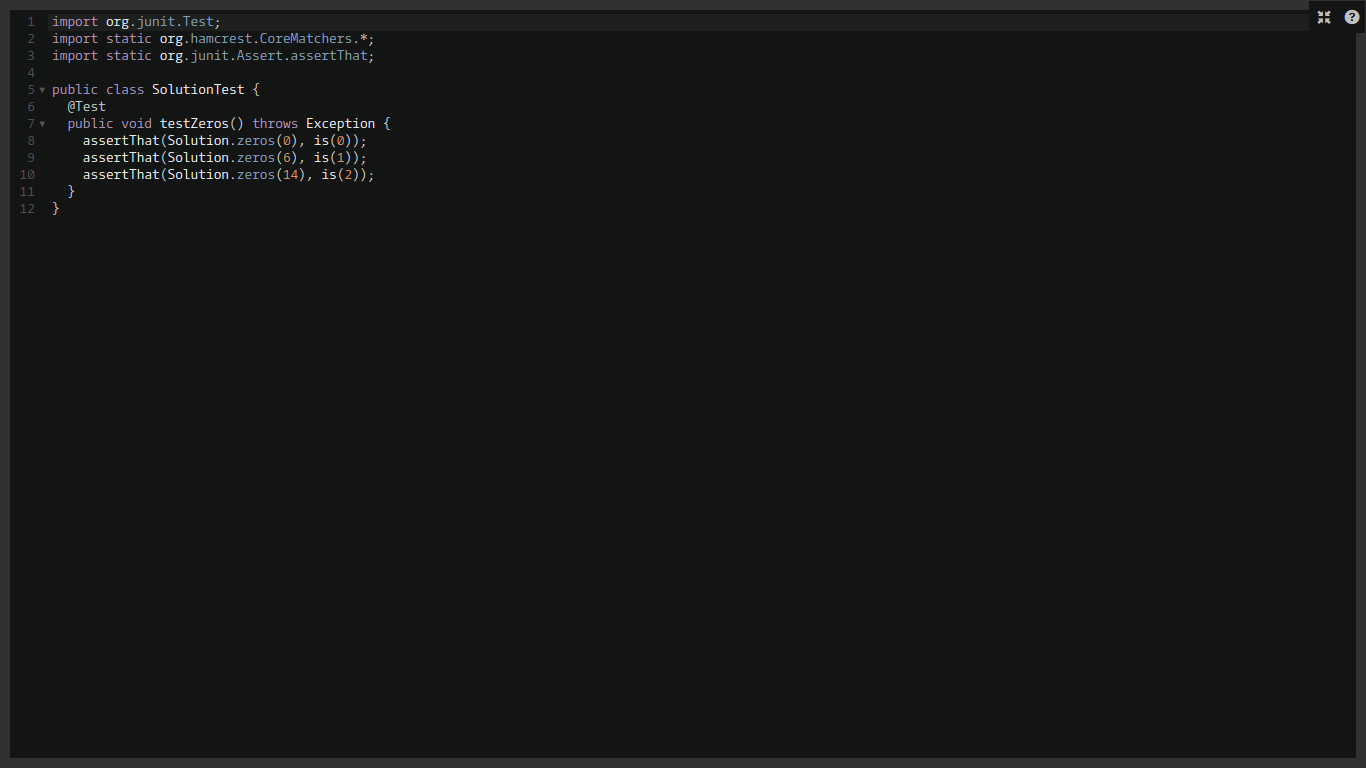 1 import org.junit.Test;
2 import static org.hamcrest.CoreMatchers.*;
3 import static org.junit.Assert.assertThat;
4
5 public class SolutionTest {
6 @Test
7 public void testZeros() throws Exception {
8 assertThat(Solution.zeros(0), is(0));
9 assertThat(Solution.zeros(6), is(1));
10 assertThat(Solution.zeros(14), is(2));
11 }
12 }